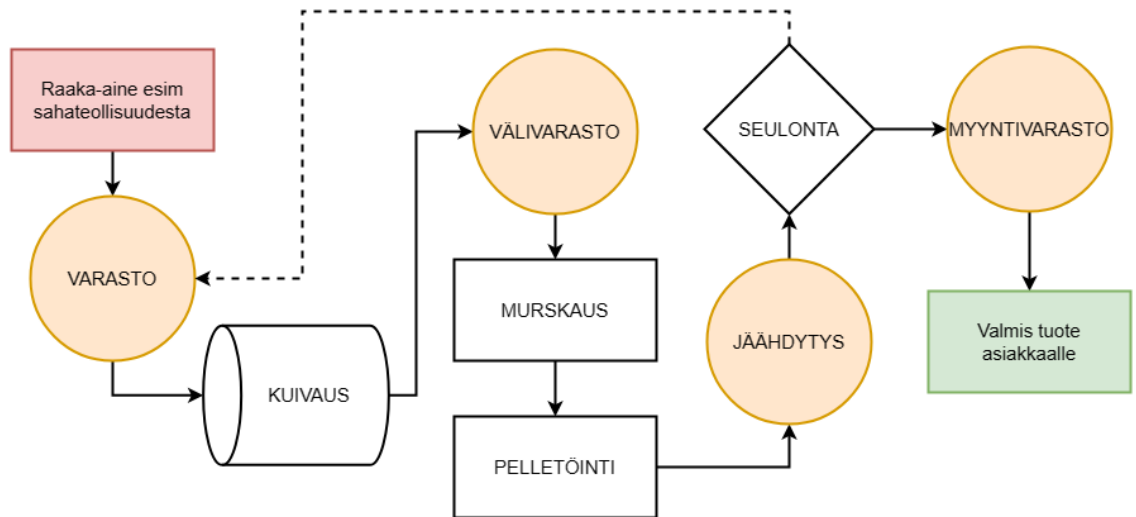 Raaka-aine esim
sahateollisuudesta
VARASTO
KUIVAUS
VÄLIVARASTO
MURSKAUS
PELLETÖINTI
JÄÄHDYTYS
SEULONTA
MYYNTIVARASTO
Valmis tuote
asiakkaalle